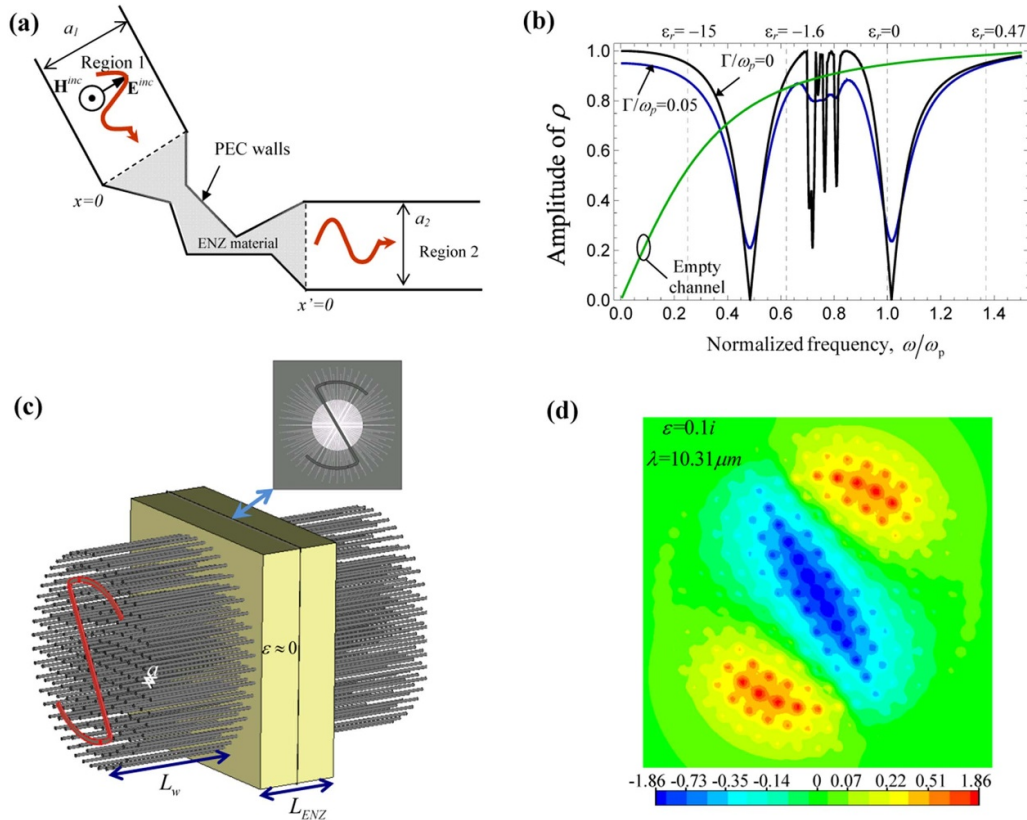 (a)
a₁
Region 1
Hⁱⁿᶜ
Eⁱⁿᶜ
PEC walls
x=0
ENZ material
a₂
Region 2
x'=0
(b)
εᵣ= −15
εᵣ= −1.6
εᵣ=0
εᵣ=0.47
Amplitude of ρ
1.0
0.8
0.6
0.4
0.2
0.0
Γ/ωₚ=0
Γ/ωₚ=0.05
Empty
channel
0.0 0.2 0.4 0.6 0.8 1.0 1.2 1.4
Normalized frequency, ω/ωₚ
(c)
ε ≈ 0
a
L_w
L_ENZ
(d)
ε=0.1i
λ=10.31μm
-1.86 -0.73 -0.35 -0.14 0 0.07 0.22 0.51 1.86